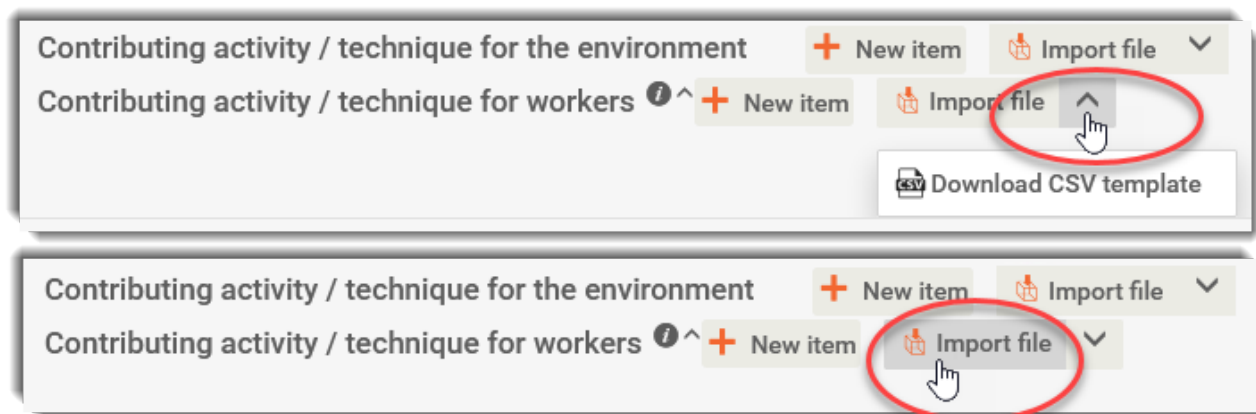 Contributing activity / technique for the environment + New item Import file
Contributing activity / technique for workers i + New item Import file
CSV Download CSV template
Contributing activity / technique for the environment + New item Import file
Contributing activity / technique for workers i + New item Import file